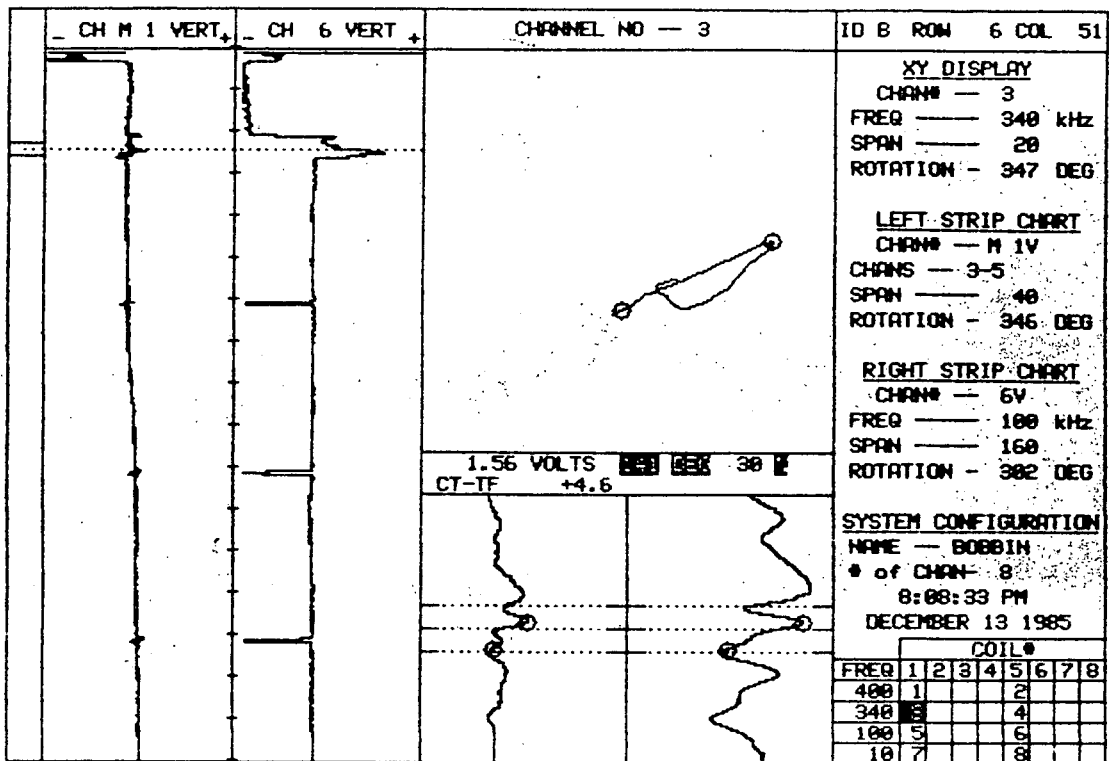 _ CH M 1 VERT +
_ CH 6 VERT +
CHANNEL NO — 3
ID B ROW 6 COL 51
XY DISPLAY
CHAN# — 3
FREQ — 340 kHz
SPAN — 20
ROTATION - 347 DEG
LEFT STRIP CHART
CHAN# — M 1V
CHANS — 3-5
SPAN — 40
ROTATION - 346 DEG
RIGHT STRIP CHART
CHAN# — 6V
FREQ — 100 kHz
SPAN — 160
ROTATION - 302 DEG
1.56 VOLTS 30
CT-TF +4.6
SYSTEM CONFIGURATION
NAME — BOBBIN
# of CHAN- 8
8:08:33 PM
DECEMBER 13 1985
COIL#
FREQ 1 2 3 4 5 6 7 8
400 1 2
340 3 4
100 5 6
10 7 8